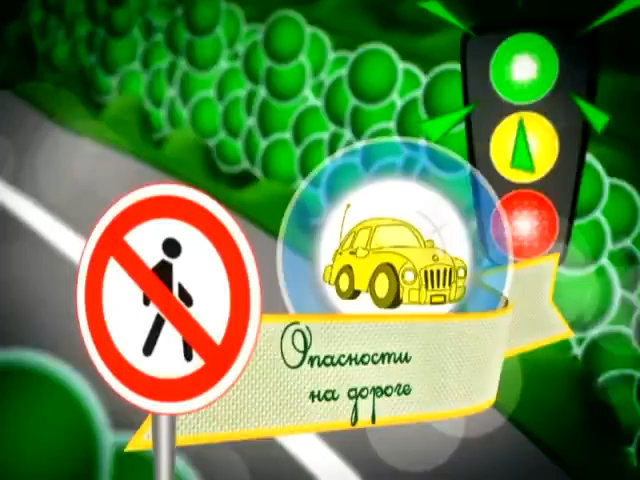 Опасности
на дороге